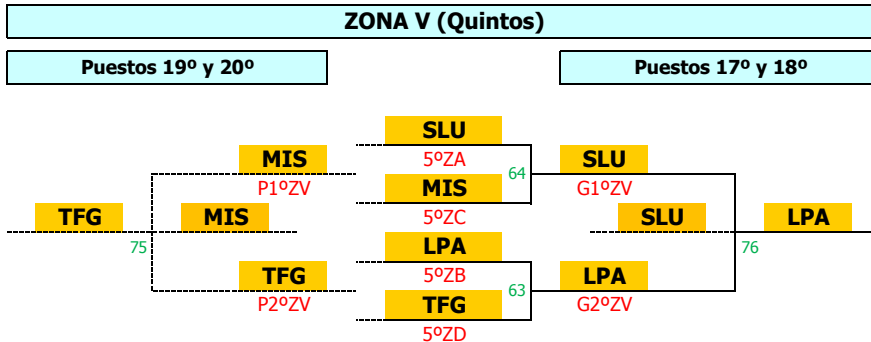 ZONA V (Quintos)
Puestos 19º y 20º
Puestos 17º y 18º
SLU
MIS
5ºZA
64
SLU
P1ºZV
MIS
G1ºZV
TFG
MIS
5ºZC
SLU
LPA
75
LPA
76
TFG
5ºZB
63
LPA
P2ºZV
TFG
G2ºZV
5ºZD